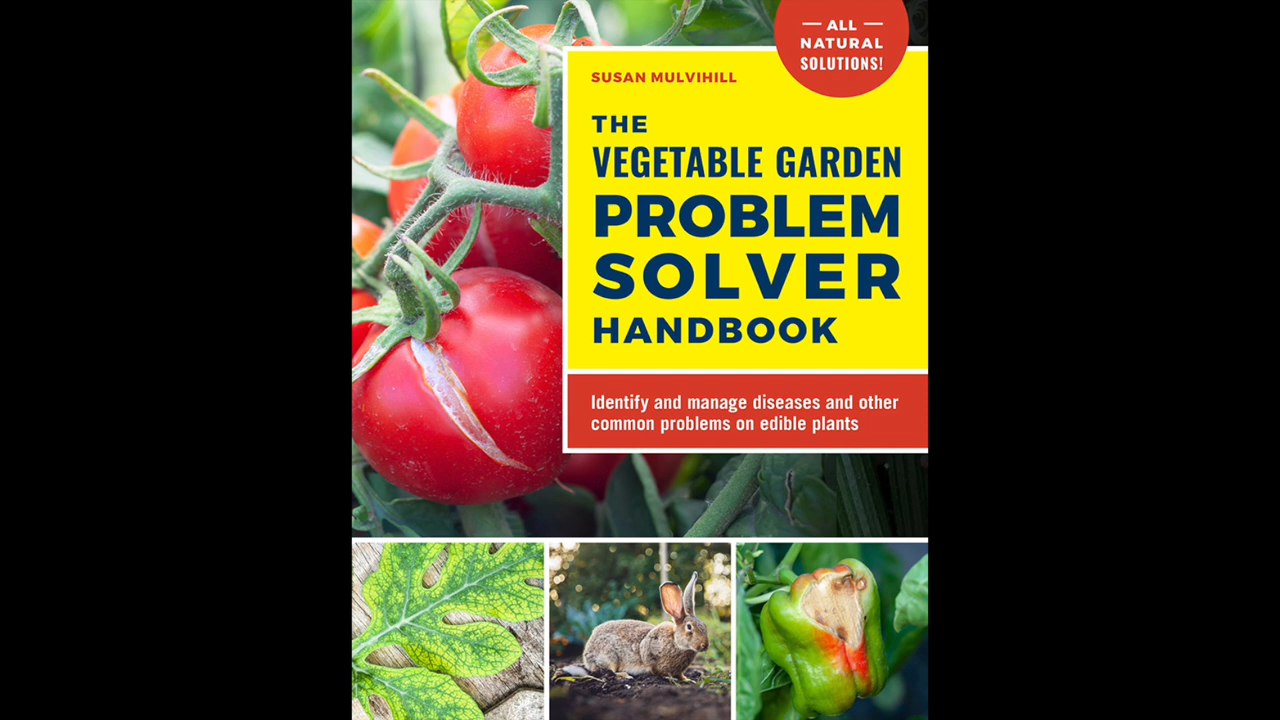 — ALL —
NATURAL
SOLUTIONS!
SUSAN MULVIHILL
THE
VEGETABLE GARDEN
PROBLEM
SOLVER
HANDBOOK
Identify and manage diseases and other
common problems on edible plants